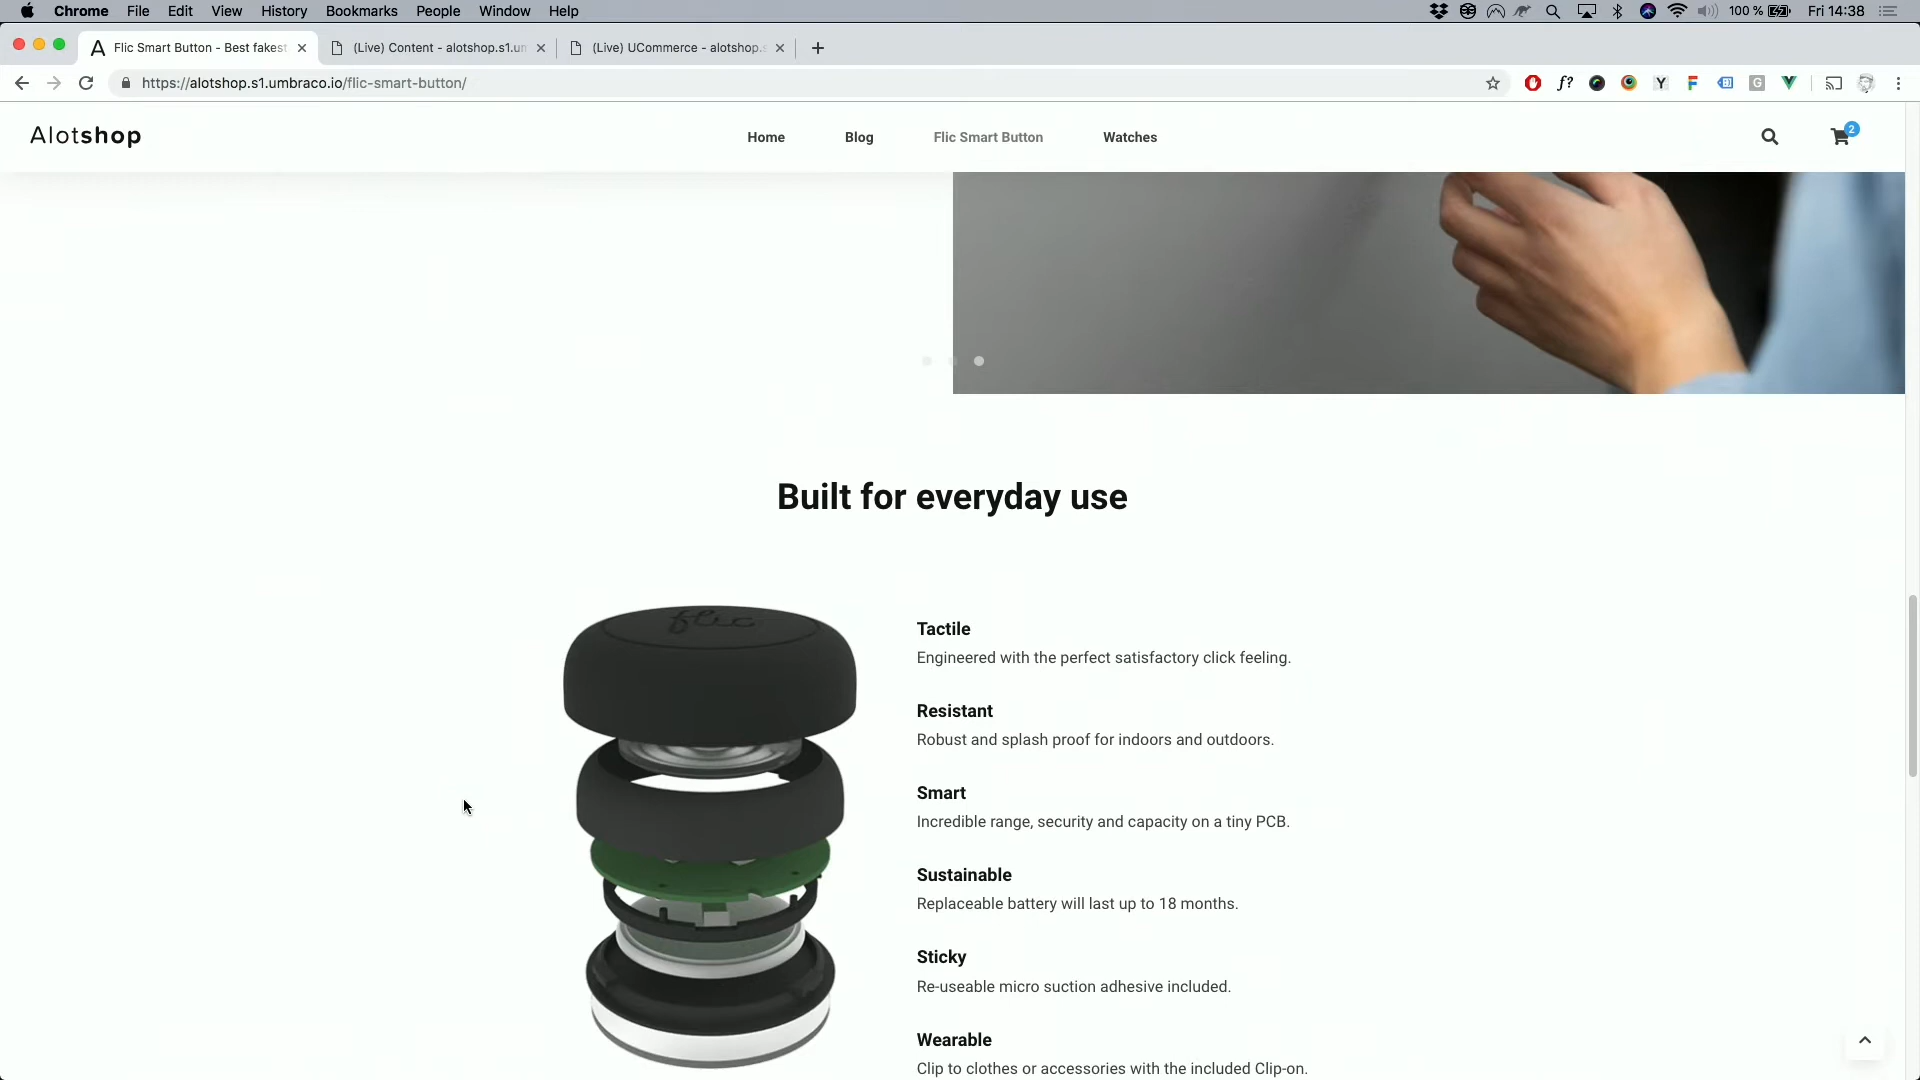 Chrome File Edit View History Bookmarks People Window Help 100 % Fri 14:38
Flic Smart Button - Best fakest
(Live) Content - alotshop.s1.un
(Live) UCommerce - alotshop.s
https://alotshop.s1.umbraco.io/flic-smart-button/
Alotshop
Home Blog Flic Smart Button Watches
2
Built for everyday use
flic
Tactile
Engineered with the perfect satisfactory click feeling.
Resistant
Robust and splash proof for indoors and outdoors.
Smart
Incredible range, security and capacity on a tiny PCB.
Sustainable
Replaceable battery will last up to 18 months.
Sticky
Re-useable micro suction adhesive included.
Wearable
Clip to clothes or accessories with the included Clip-on.